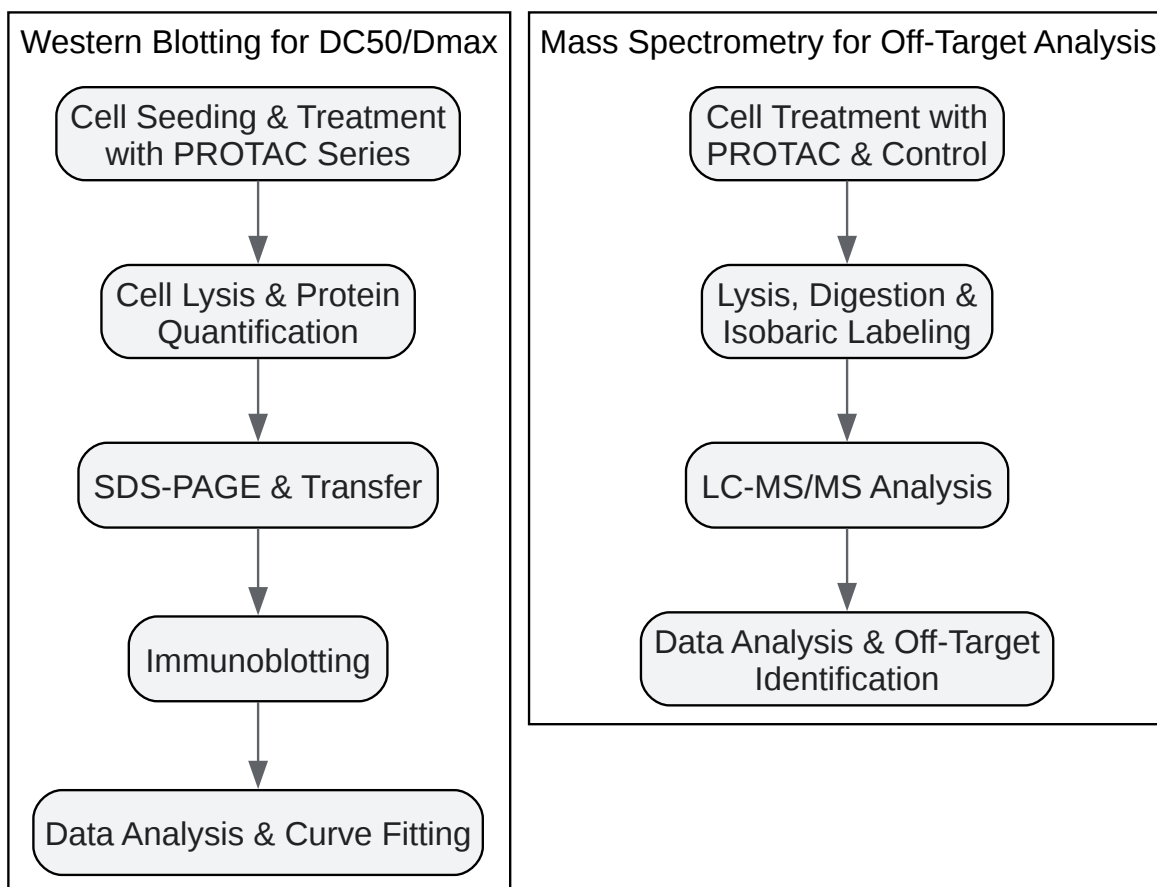 Western Blotting for DC50/Dmax
Cell Seeding & Treatment
with PROTAC Series
Cell Lysis & Protein
Quantification
SDS-PAGE & Transfer
Immunoblotting
Data Analysis & Curve Fitting
Mass Spectrometry for Off-Target Analysis
Cell Treatment with
PROTAC & Control
Lysis, Digestion &
Isobaric Labeling
LC-MS/MS Analysis
Data Analysis & Off-Target
Identification